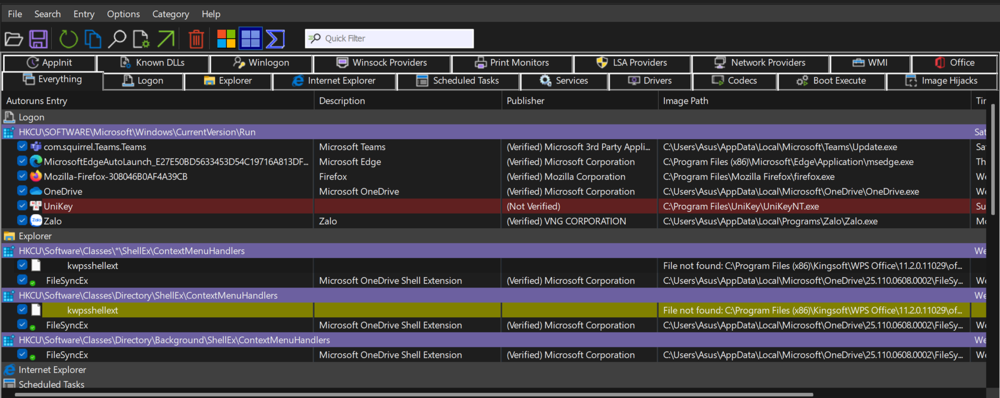 File Search Entry Options Category Help
Quick Filter
AppInit Known DLLs Winlogon Winsock Providers Print Monitors LSA Providers Network Providers WMI Office
Everything Logon Explorer Internet Explorer Scheduled Tasks Services Drivers Codecs Boot Execute Image Hijacks
Autoruns Entry Description Publisher Image Path Tir
Logon
HKCU\SOFTWARE\Microsoft\Windows\CurrentVersion\Run Sat
com.squirrel.Teams.Teams Microsoft Teams (Verified) Microsoft 3rd Party Appli... C:\Users\Asus\AppData\Local\Microsoft\Teams\Update.exe Sat
MicrosoftEdgeAutoLaunch_E27E50BD5633453D54C19716A813DF... Microsoft Edge (Verified) Microsoft Corporation C:\Program Files (x86)\Microsoft\Edge\Application\msedge.exe Th
Mozilla-Firefox-308046B0AF4A39CB Firefox (Verified) Mozilla Corporation C:\Program Files\Mozilla Firefox\firefox.exe We
OneDrive Microsoft OneDrive (Verified) Microsoft Corporation C:\Users\Asus\AppData\Local\Microsoft\OneDrive\OneDrive.exe We
UniKey (Not Verified) C:\Program Files\UniKey\UniKeyNT.exe Su
Zalo Zalo Zalo (Verified) VNG CORPORATION C:\Users\Asus\AppData\Local\Programs\Zalo\Zalo.exe Mo
Explorer
HKCU\Software\Classes\*\ShellEx\ContextMenuHandlers We
kwpsshellext File not found: C:\Program Files (x86)\Kingsoft\WPS Office\11.2.0.11029\of...
FileSyncEx Microsoft OneDrive Shell Extension (Verified) Microsoft Corporation C:\Users\Asus\AppData\Local\Microsoft\OneDrive\25.110.0608.0002\FileSy... We
HKCU\Software\Classes\Directory\ShellEx\ContextMenuHandlers We
kwpsshellext File not found: C:\Program Files (x86)\Kingsoft\WPS Office\11.2.0.11029\of...
FileSyncEx Microsoft OneDrive Shell Extension (Verified) Microsoft Corporation C:\Users\Asus\AppData\Local\Microsoft\OneDrive\25.110.0608.0002\FileSy... We
HKCU\Software\Classes\Directory\Background\ShellEx\ContextMenuHandlers We
FileSyncEx Microsoft OneDrive Shell Extension (Verified) Microsoft Corporation C:\Users\Asus\AppData\Local\Microsoft\OneDrive\25.110.0608.0002\FileSy... We
Internet Explorer
Scheduled Tasks